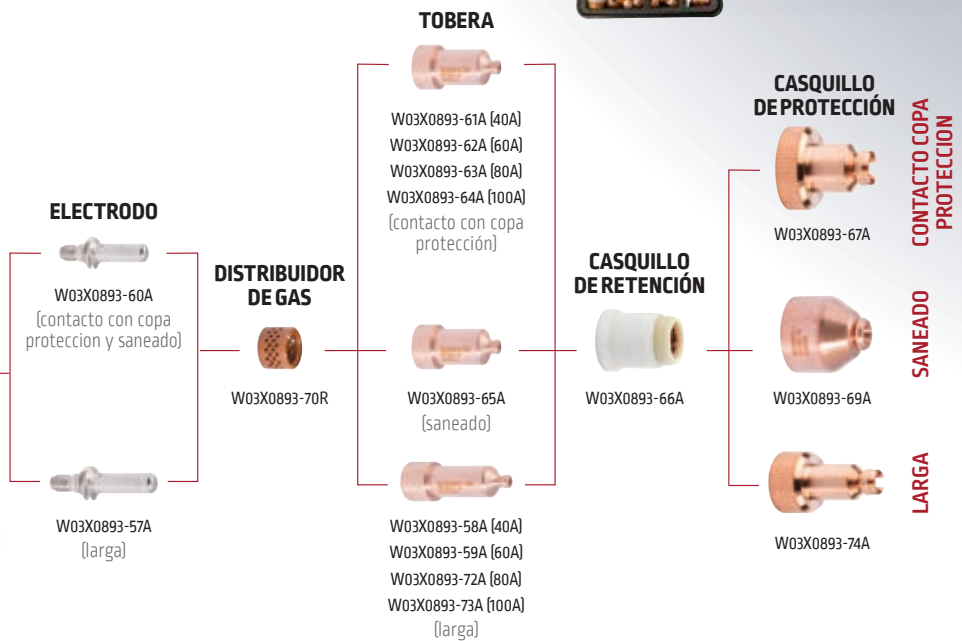 ELECTRODO
W03X0893-60A
(contacto con copa
proteccion y saneado)
W03X0893-57A
(larga)
DISTRIBUIDOR
DE GAS
W03X0893-70R
TOBERA
W03X0893-61A (40A)
W03X0893-62A (60A)
W03X0893-63A (80A)
W03X0893-64A (100A)
(contacto con copa
protección)
W03X0893-65A
(saneado)
W03X0893-58A (40A)
W03X0893-59A (60A)
W03X0893-72A (80A)
W03X0893-73A (100A)
(larga)
CASQUILLO
DE RETENCIÓN
W03X0893-66A
CASQUILLO
DE PROTECCIÓN
W03X0893-67A
CONTACTO COPA
PROTECCION
W03X0893-69A
SANEADO
W03X0893-74A
LARGA